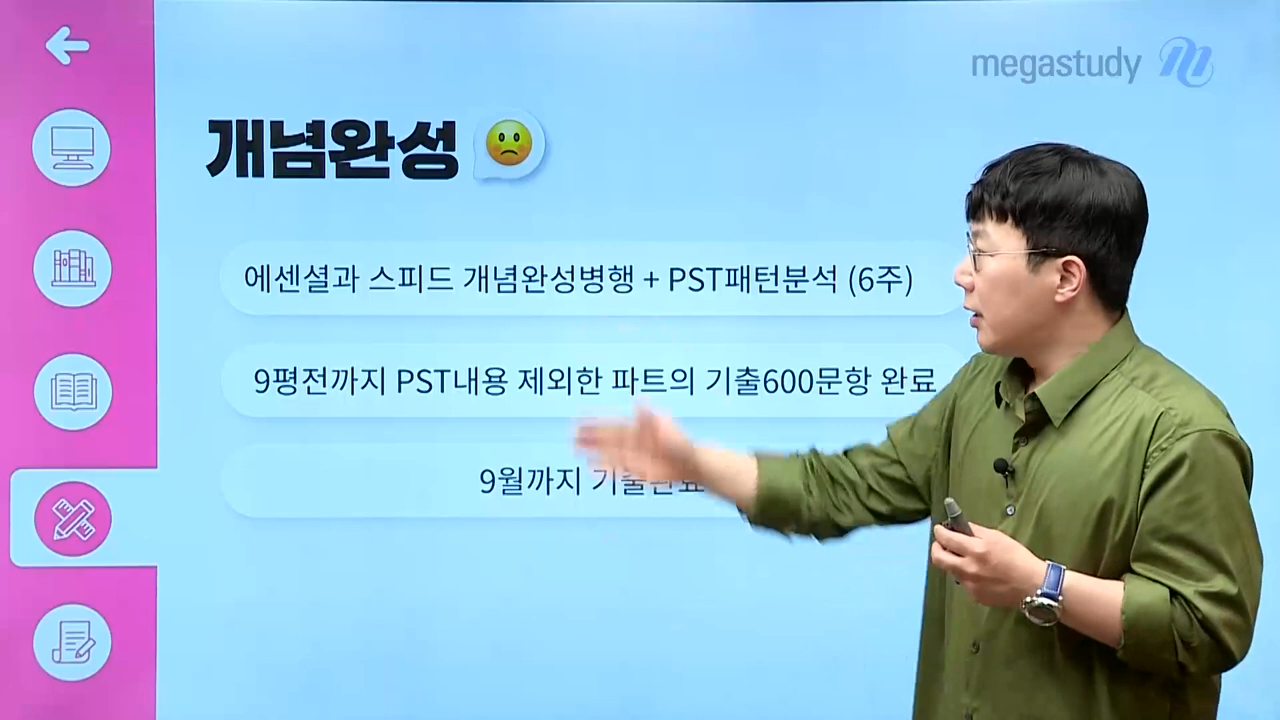 megastudy
개념완성
에센셜과 스피드 개념완성병행 + PST패턴분석 (6주)
9평전까지 PST내용 제외한 파트의 기출600문항 완료
9월까지 기출완료